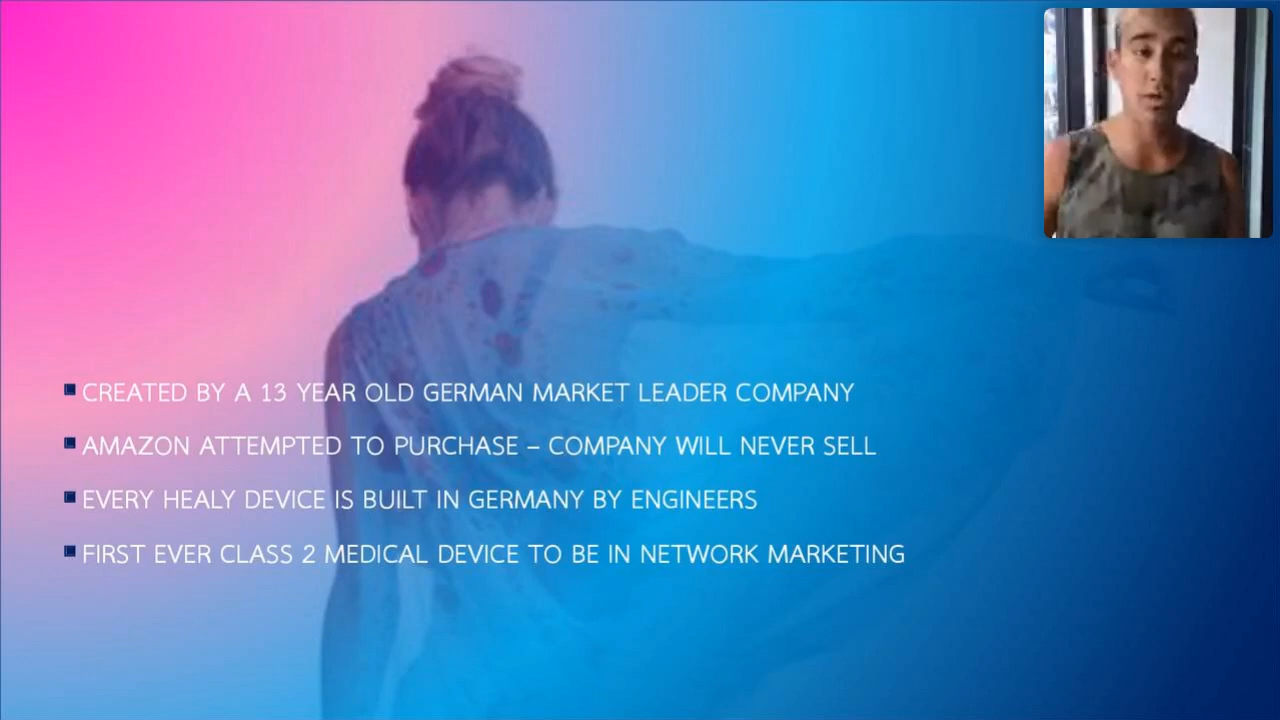 CREATED BY A 13 YEAR OLD GERMAN MARKET LEADER COMPANY
AMAZON ATTEMPTED TO PURCHASE – COMPANY WILL NEVER SELL
EVERY HEALY DEVICE IS BUILT IN GERMANY BY ENGINEERS
FIRST EVER CLASS 2 MEDICAL DEVICE TO BE IN NETWORK MARKETING